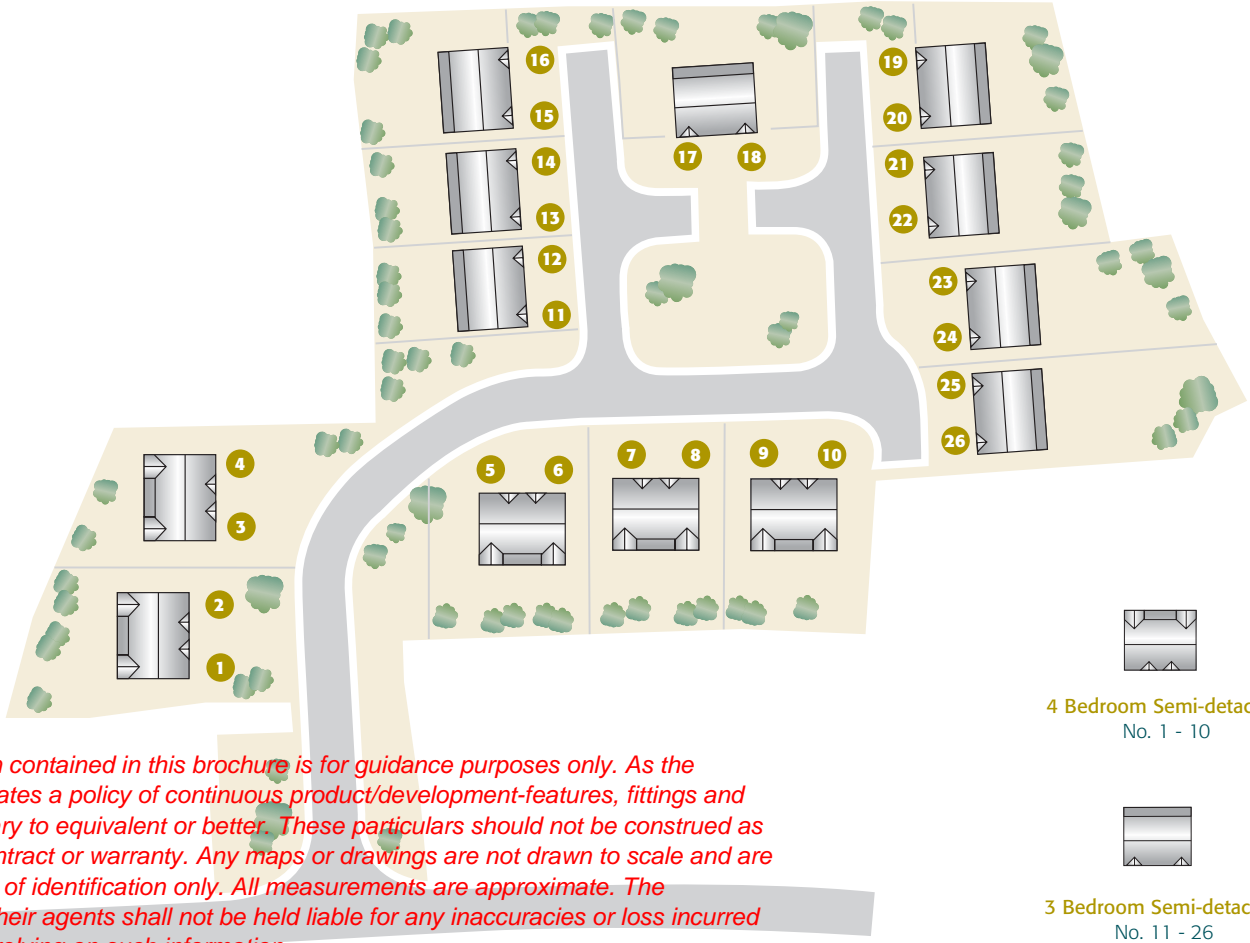 16
19
15
20
14
17
18
21
13
22
12
23
11
24
25
26
4
5
6
7
8
9
10
3
2
1
4 Bedroom Semi-detac
No. 1 - 10
contained in this brochure is for guidance purposes only. As the
ates a policy of continuous product/development-features, fittings and
ry to equivalent or better. These particulars should not be construed as
ntract or warranty. Any maps or drawings are not drawn to scale and are
of identification only. All measurements are approximate. The
heir agents shall not be held liable for any inaccuracies or loss incurred
3 Bedroom Semi-detac
No. 11 - 26